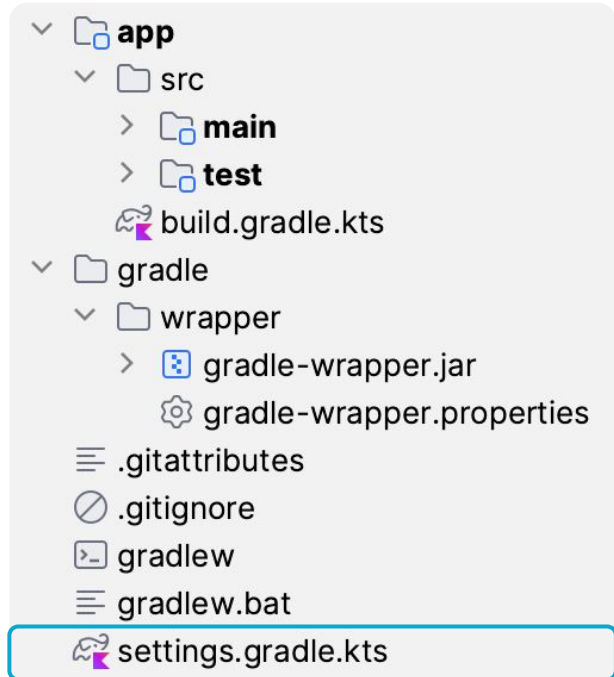 app
src
main
test
build.gradle.kts
gradle
wrapper
gradle-wrapper.jar
gradle-wrapper.properties
.gitattributes
.gitignore
gradlew
gradlew.bat
settings.gradle.kts